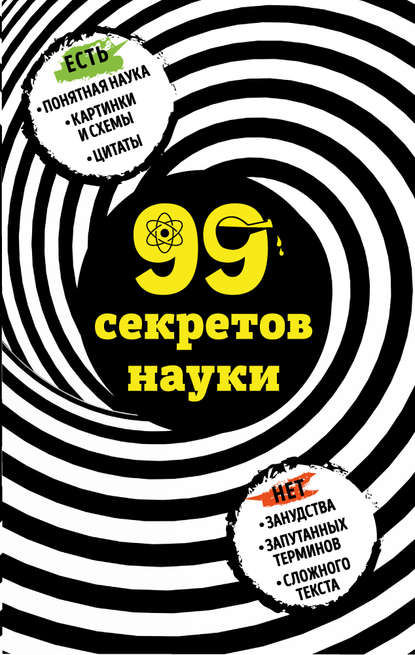 ЕСТЬ
• ПОНЯТНАЯ НАУКА
• КАРТИНКИ
И СХЕМЫ
• ЦИТАТЫ
99
секретов
науки
НЕТ
• ЗАНУДСТВА
• ЗАПУТАННЫХ
ТЕРМИНОВ
• СЛОЖНОГО
ТЕКСТА